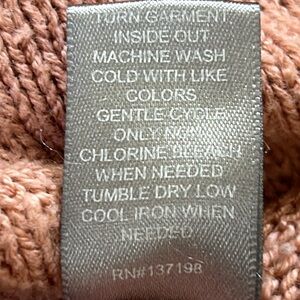 TURN GARMENT
INSIDE OUT
MACHINE WASH
COLD WITH LIKE
COLORS
GENTLE CYCLE
ONLY NON
CHLORINE BLEACH
WHEN NEEDED
TUMBLE DRY LOW
COOL IRON WHEN
NEEDED
RN#137198